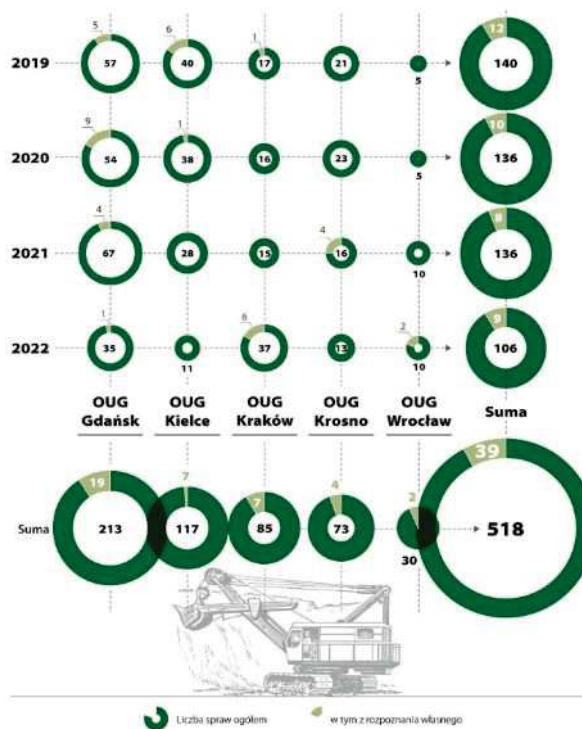 5 6 1 12
2019 57 40 17 21 5 140
9 1 10
2020 54 38 16 23 5 136
4 4 8
2021 67 28 15 16 10 136
1 6 2 9
2022 35 11 37 13 10 106
OUG Gdańsk
OUG Kielce
OUG Kraków
OUG Krosno
OUG Wrocław
Suma
19 7 7 4 2 39
Suma 213 117 85 73 30 518
Liczba spraw ogółem
w tym z rozpoznania własnego